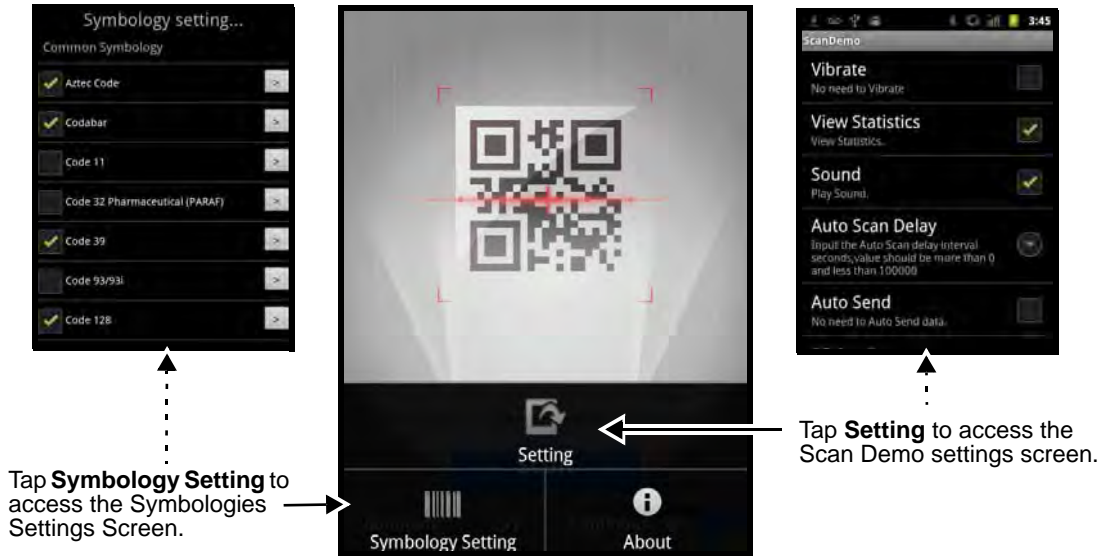 Symbology setting...
Common Symbology
Aztec Code
>
Codabar
>
Code 11
>
Code 32 Pharmaceutical (PARAF)
>
Code 39
>
Code 93/93i
>
Code 128
>
Tap Symbology Setting to
access the Symbologies
Settings Screen.
Setting
Symbology Setting
About
3:45
ScanDemo
Vibrate
No need to Vibrate
View Statistics
View Statistics.
Sound
Play Sound.
Auto Scan Delay
Input the Auto Scan delay interval
seconds,value should be more than 0
and less than 100000
Auto Send
No need to Auto Send data.
Tap Setting to access the
Scan Demo settings screen.